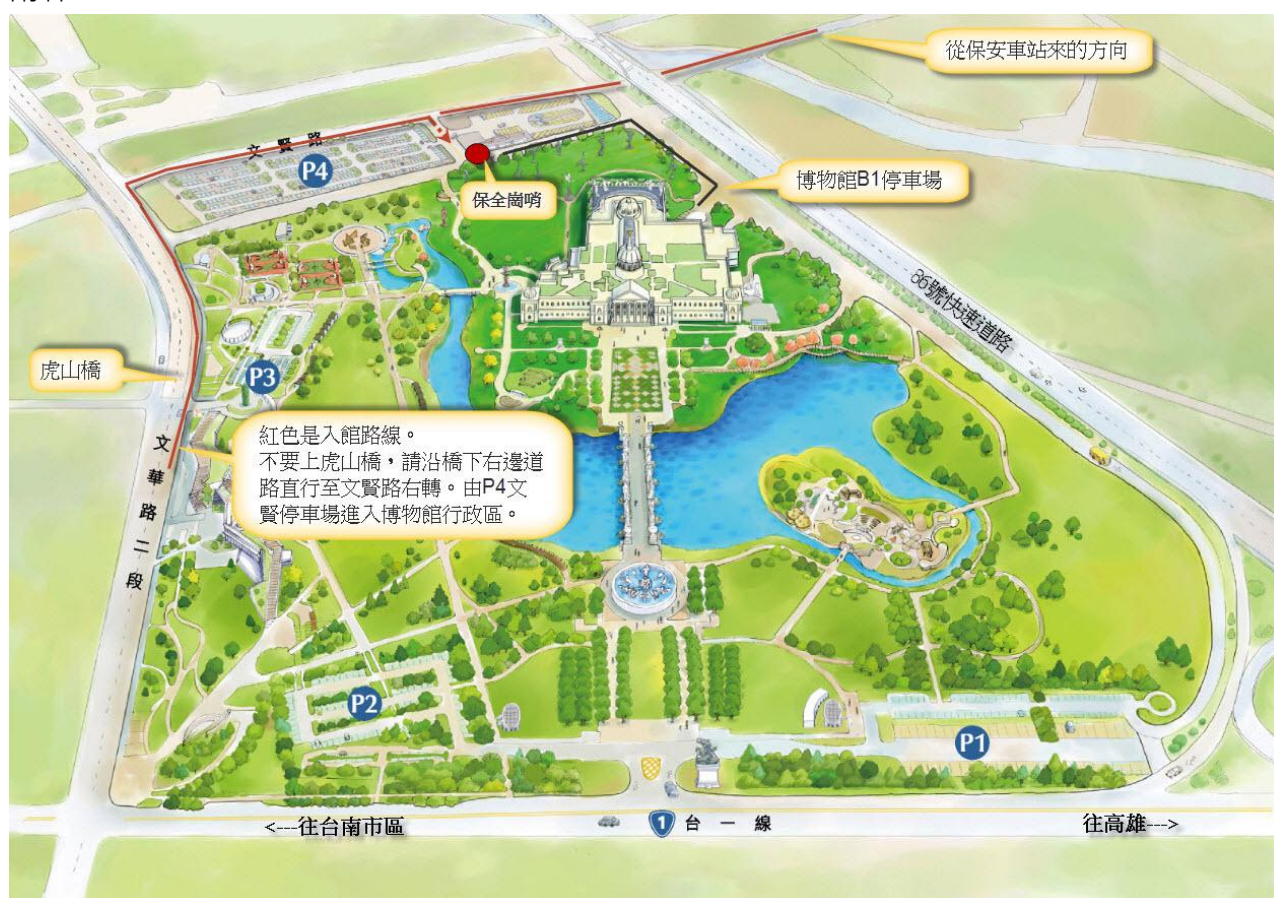 從保安車站來的方向
文賢路
P4
保全崗哨
博物館B1停車場
86號快速道路
虎山橋
P3
紅色是入館路線。
不要上虎山橋,請沿橋下右邊道
路直行至文賢路右轉。由P4文
賢停車場進入博物館行政區。
文華路二段
P2
P1
<---往台南市區
1 台一線
往高雄--->